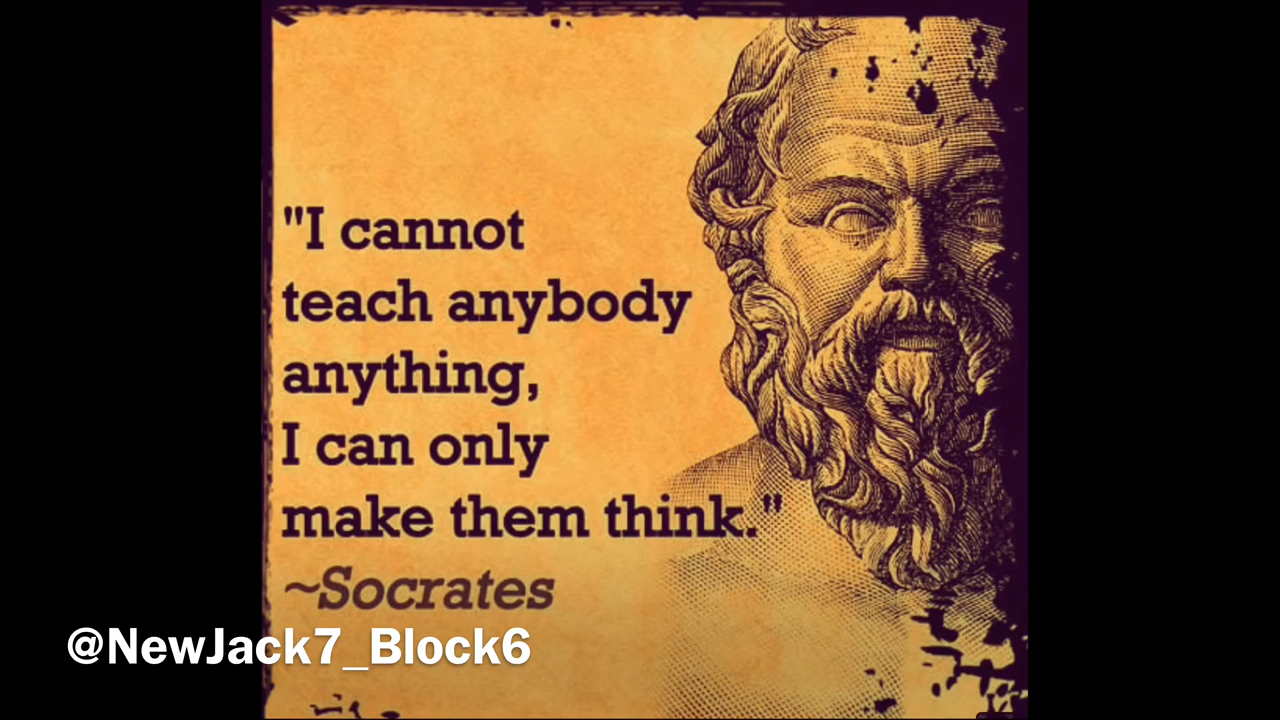 "I cannot
teach anybody
anything,
I can only
make them think."
~Socrates
@NewJack7_Block6